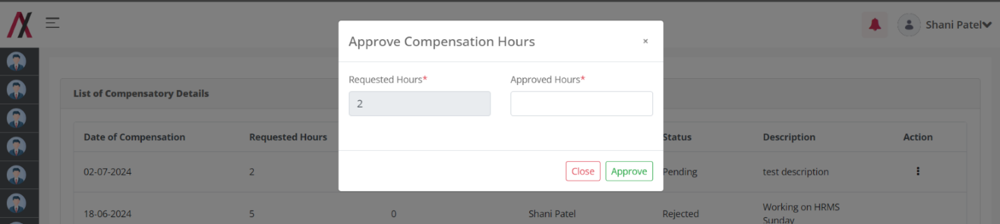 Shani Patel
Approve Compensation Hours
×
Requested Hours*
Approved Hours*
2
Close
Approve
List of Compensatory Details
Date of Compensation
Requested Hours
Status
Description
Action
02-07-2024
2
Pending
test description
18-06-2024
5
0
Shani Patel
Rejected
Working on HRMS
Sunday